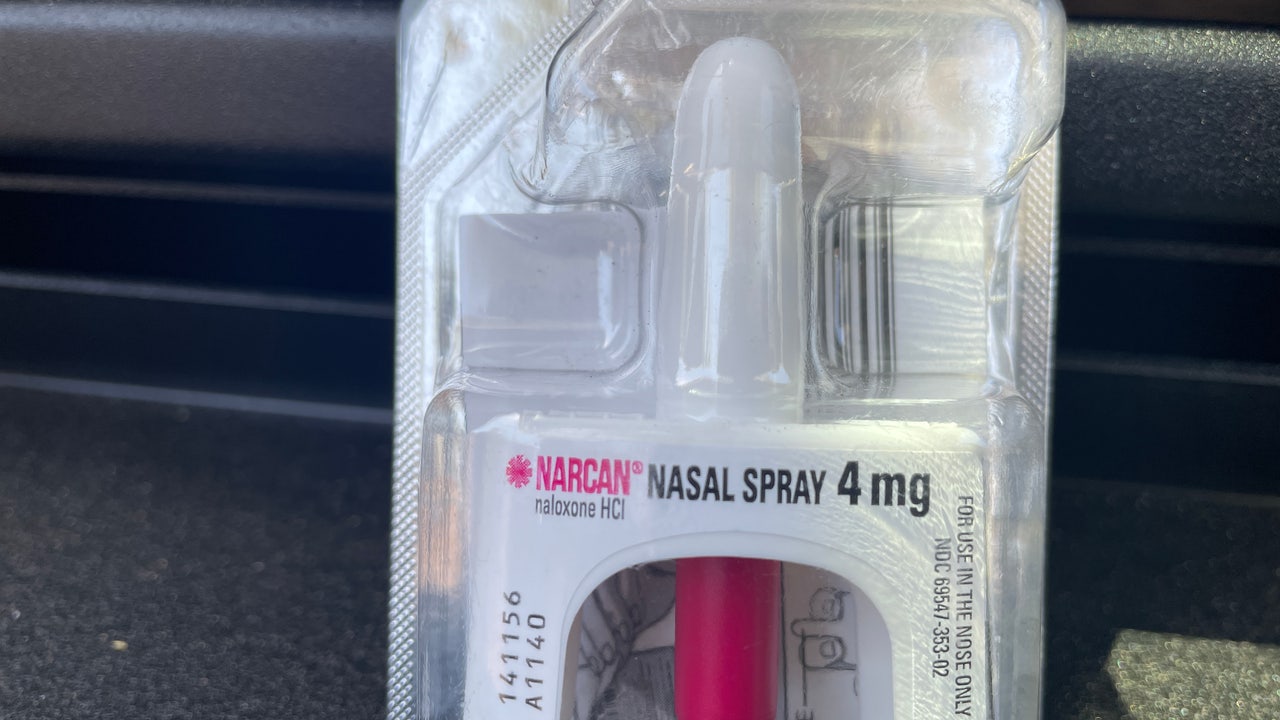 NARCAN® NASAL SPRAY 4 mg
naloxone HCl
FOR USE IN THE NOSE ONLY
NDC 69547-353-02
141156
A1140